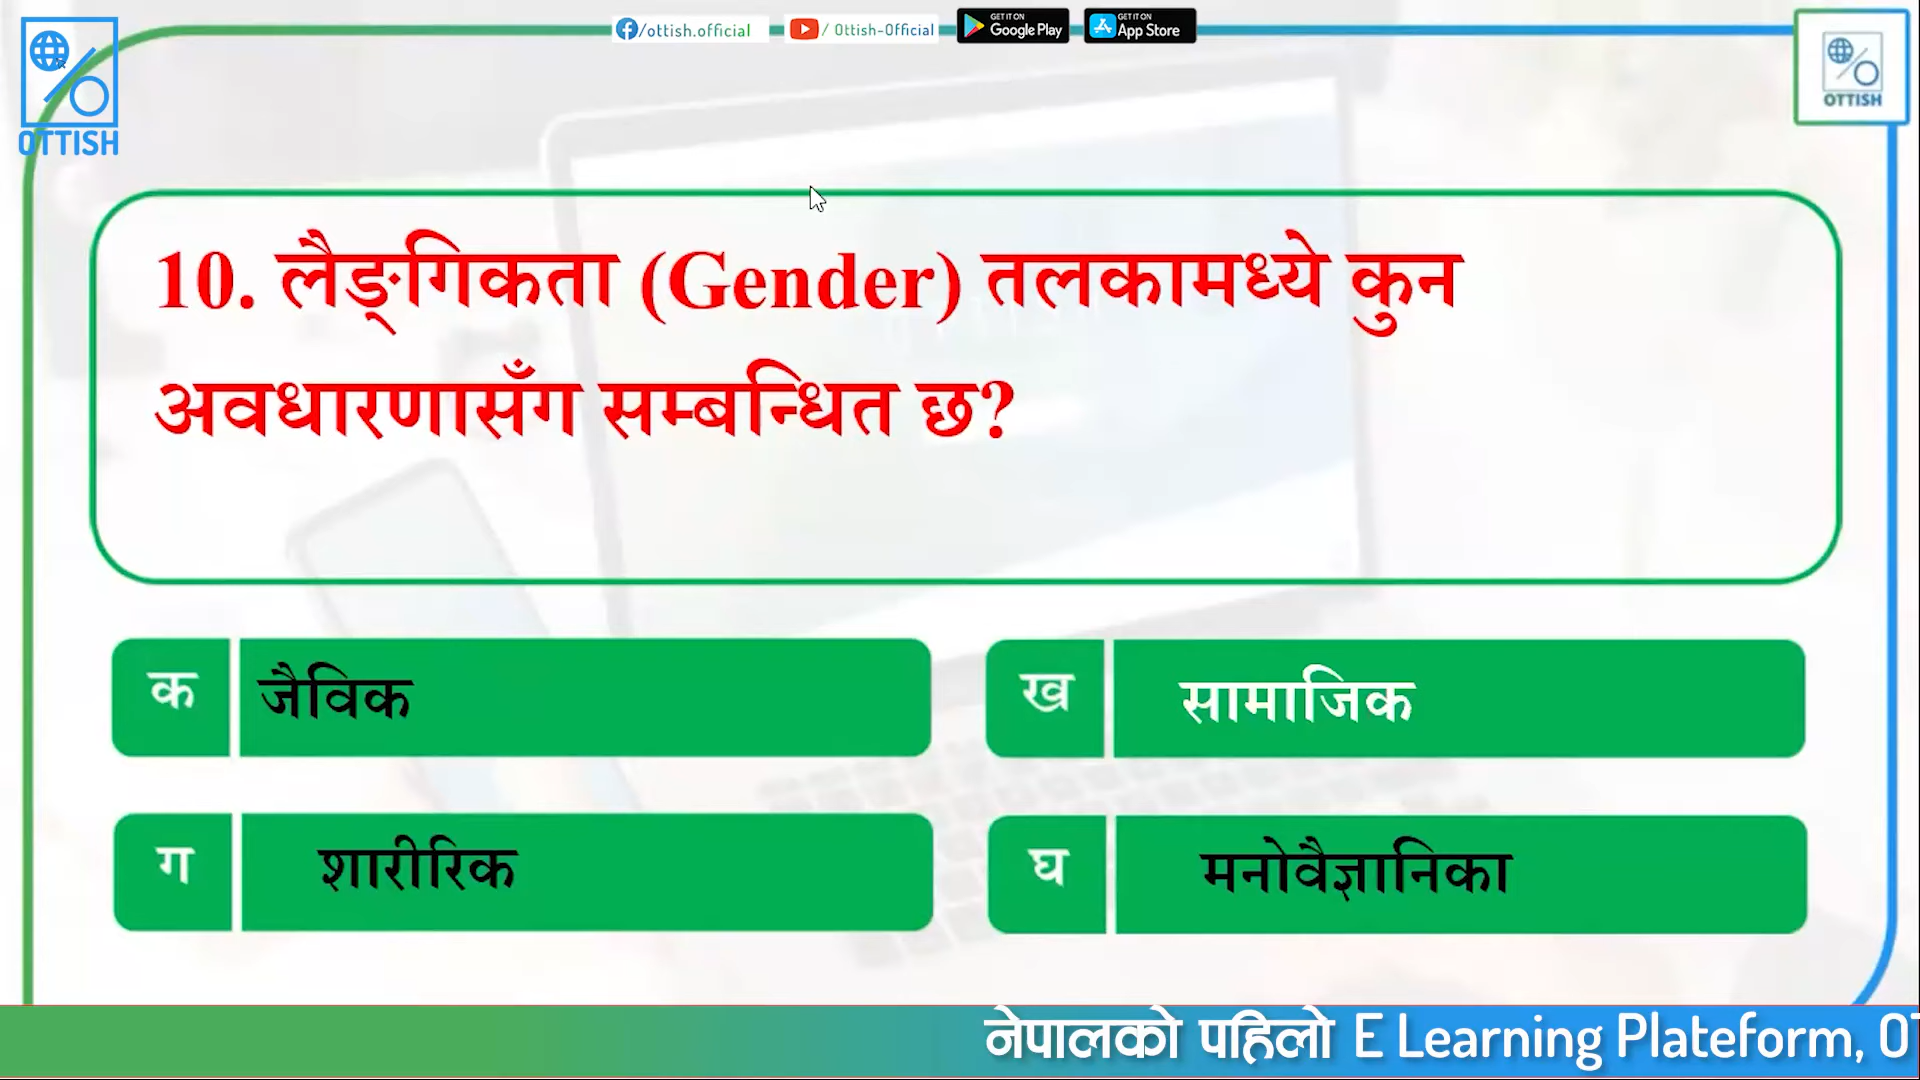 /ottish.official
/ Ottish-Official
GET IT ON
Google Play
GET IT ON
App Store
OTTISH
OTTISH
10. लैङ्गिकता (Gender) तलकामध्ये कुन
अवधारणासँग सम्बन्धित छ?
क जैविक
ख सामाजिक
ग शारीरिक
घ मनोवैज्ञानिका
नेपालको पहिलो E Learning Plateform, O